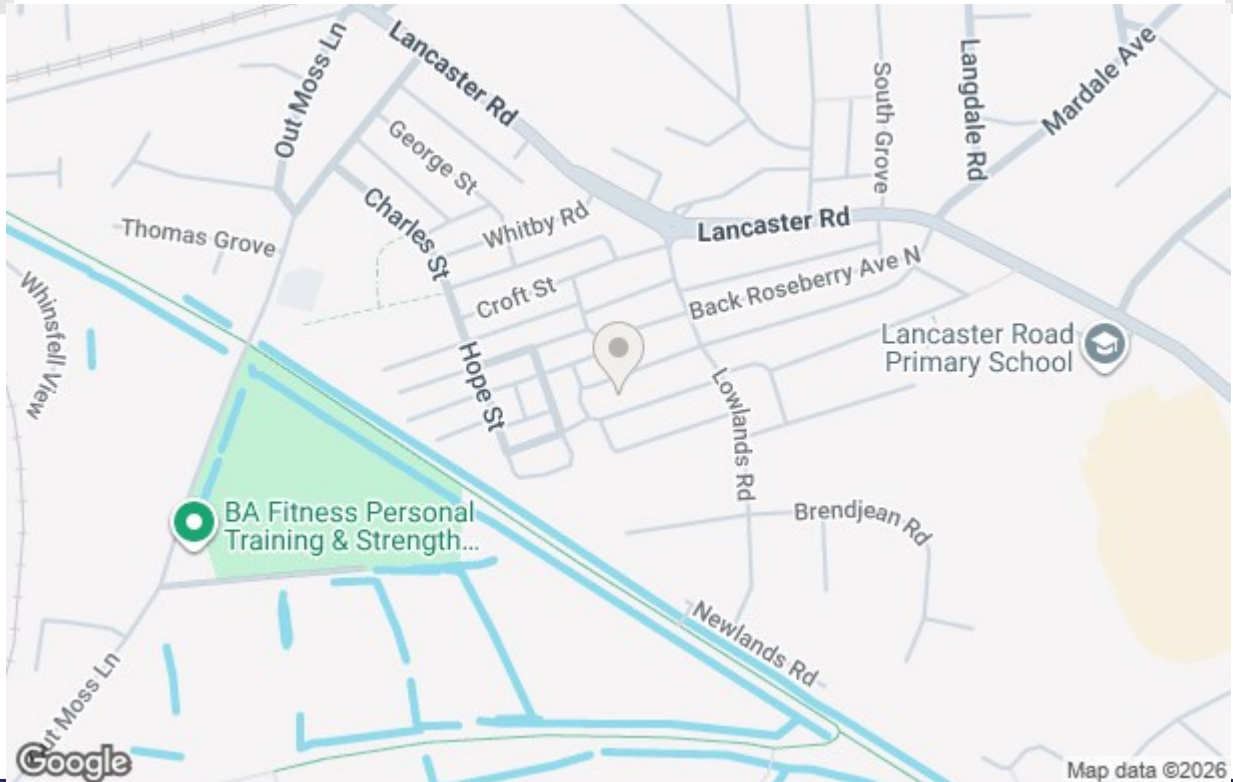 Lancaster Rd
Out Moss Ln
George St
Whitby Rd
Charles St
Thomas Grove
Croft St
Hope St
Whinsfell View
South Grove
Langdale Rd
Mardale Ave
Lancaster Rd
Back Roseberry Ave N
Lancaster Road
Primary School
Lowlands Rd
BA Fitness Personal
Training & Strength...
Brendjean Rd
Newlands Rd
Out Moss Ln
Google
Map data ©2026